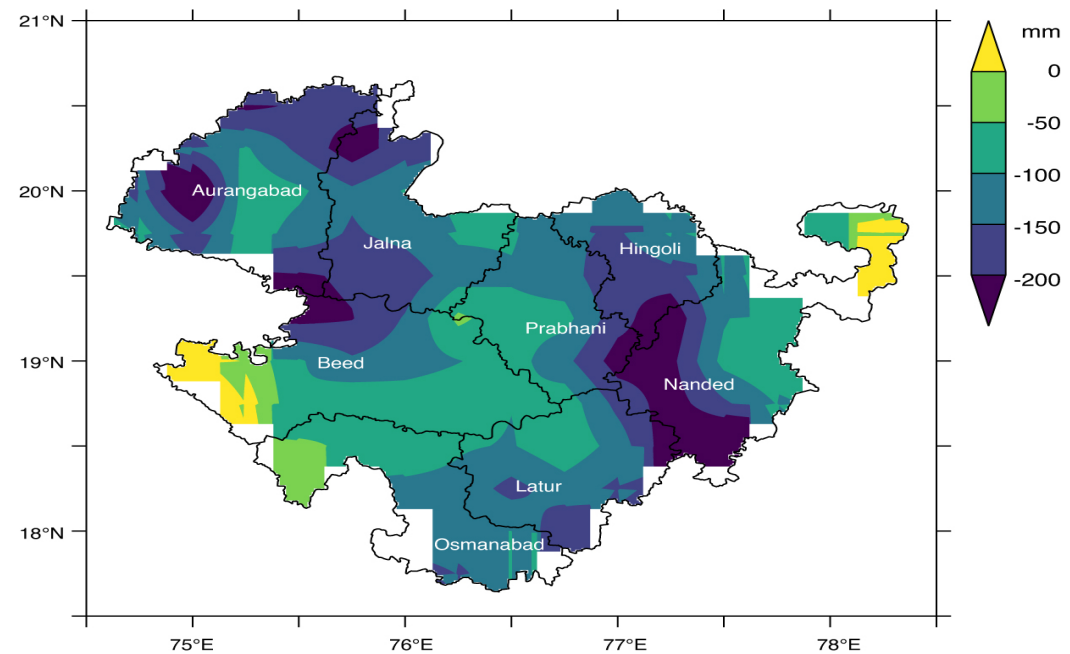 21°N
20°N
19°N
18°N
75°E
76°E
77°E
78°E
Aurangabad
Jalna
Hingoli
Prabhani
Beed
Nanded
Latur
Osmanabad
mm
0
-50
-100
-150
-200